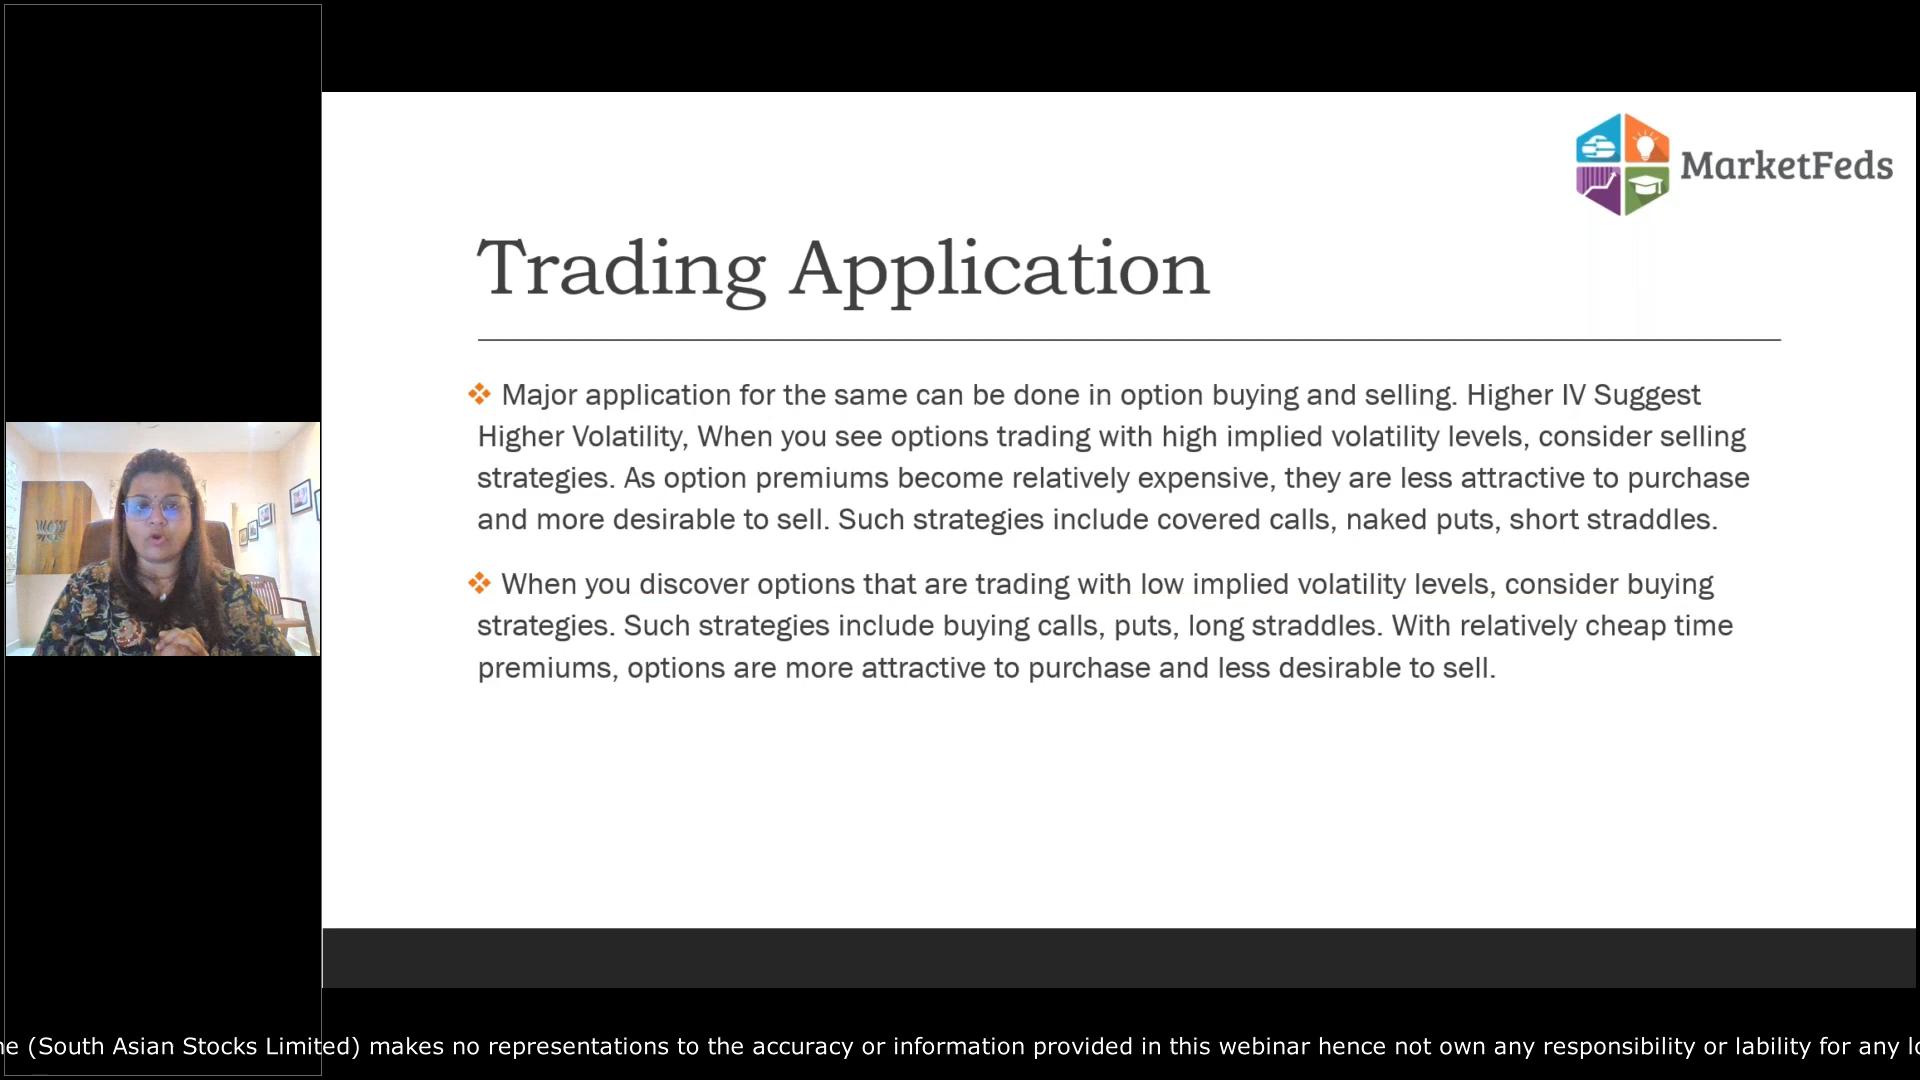 MarketFeds
Trading Application
❖ Major application for the same can be done in option buying and selling. Higher IV Suggest
Higher Volatility, When you see options trading with high implied volatility levels, consider selling
strategies. As option premiums become relatively expensive, they are less attractive to purchase
and more desirable to sell. Such strategies include covered calls, naked puts, short straddles.
❖ When you discover options that are trading with low implied volatility levels, consider buying
strategies. Such strategies include buying calls, puts, long straddles. With relatively cheap time
premiums, options are more attractive to purchase and less desirable to sell.
(South Asian Stocks Limited) makes no representations to the accuracy or information provided in this webinar hence not own any responsibility or lability for any